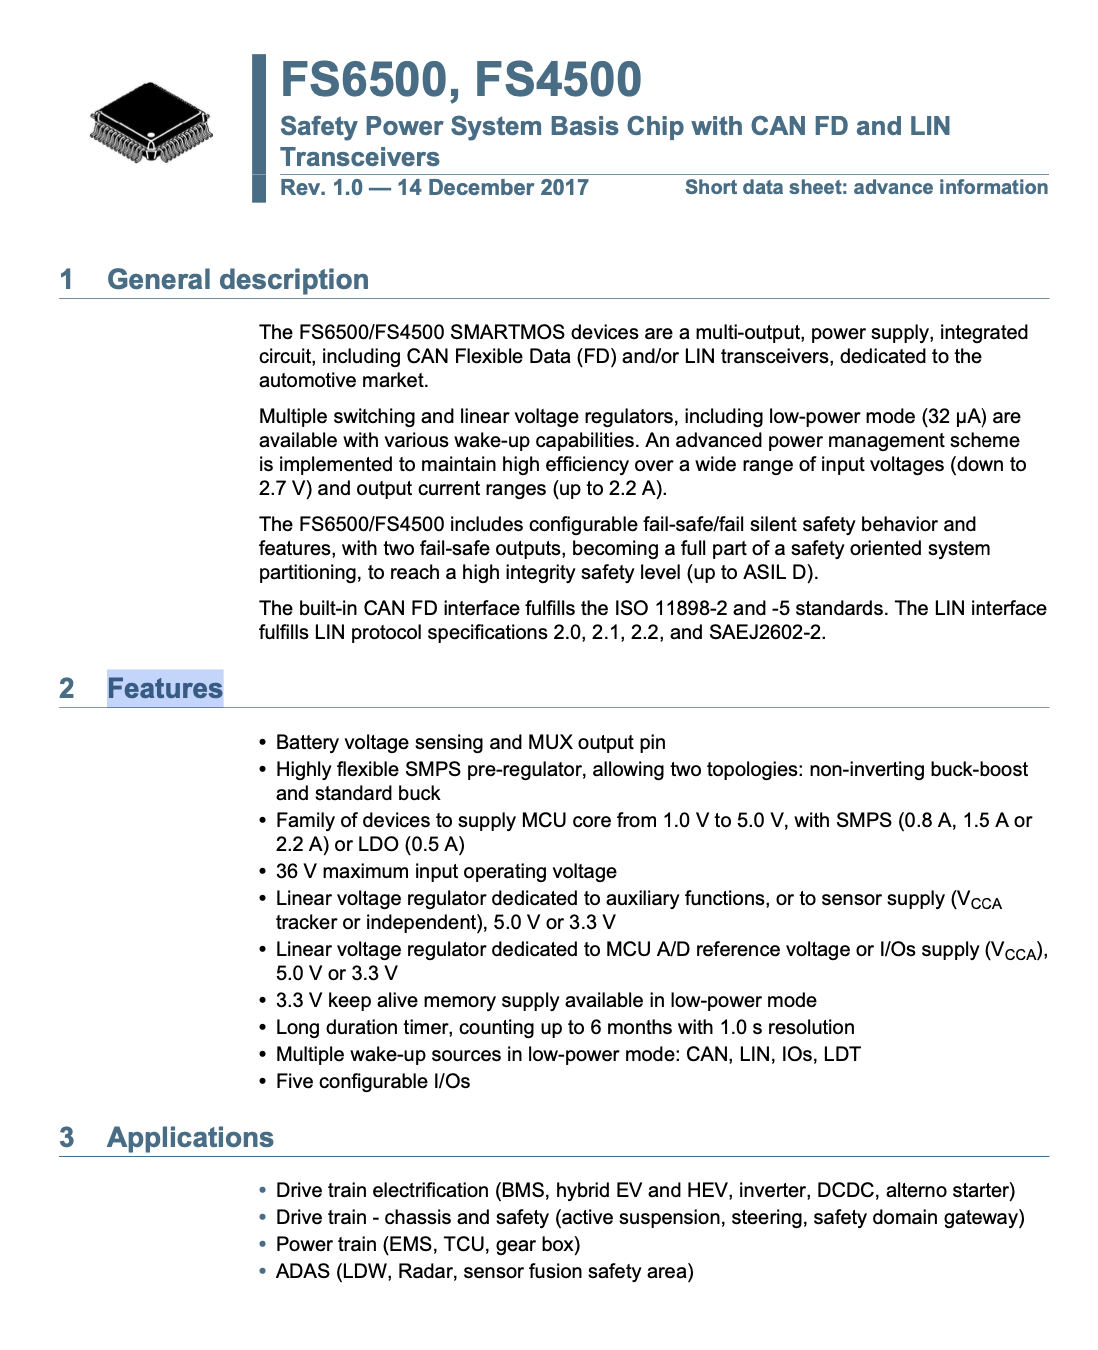 FS6500, FS4500
Safety Power System Basis Chip with CAN FD and LIN
Transceivers
Rev. 1.0 — 14 December 2017 Short data sheet: advance information
1 General description
The FS6500/FS4500 SMARTMOS devices are a multi-output, power supply, integrated
circuit, including CAN Flexible Data (FD) and/or LIN transceivers, dedicated to the
automotive market.
Multiple switching and linear voltage regulators, including low-power mode (32 μA) are
available with various wake-up capabilities. An advanced power management scheme
is implemented to maintain high efficiency over a wide range of input voltages (down to
2.7 V) and output current ranges (up to 2.2 A).
The FS6500/FS4500 includes configurable fail-safe/fail silent safety behavior and
features, with two fail-safe outputs, becoming a full part of a safety oriented system
partitioning, to reach a high integrity safety level (up to ASIL D).
The built-in CAN FD interface fulfills the ISO 11898-2 and -5 standards. The LIN interface
fulfills LIN protocol specifications 2.0, 2.1, 2.2, and SAEJ2602-2.
2 Features
• Battery voltage sensing and MUX output pin
• Highly flexible SMPS pre-regulator, allowing two topologies: non-inverting buck-boost
and standard buck
• Family of devices to supply MCU core from 1.0 V to 5.0 V, with SMPS (0.8 A, 1.5 A or
2.2 A) or LDO (0.5 A)
• 36 V maximum input operating voltage
• Linear voltage regulator dedicated to auxiliary functions, or to sensor supply (VCCA
tracker or independent), 5.0 V or 3.3 V
• Linear voltage regulator dedicated to MCU A/D reference voltage or I/Os supply (VCCA),
5.0 V or 3.3 V
• 3.3 V keep alive memory supply available in low-power mode
• Long duration timer, counting up to 6 months with 1.0 s resolution
• Multiple wake-up sources in low-power mode: CAN, LIN, IOs, LDT
• Five configurable I/Os
3 Applications
• Drive train electrification (BMS, hybrid EV and HEV, inverter, DCDC, alterno starter)
• Drive train - chassis and safety (active suspension, steering, safety domain gateway)
• Power train (EMS, TCU, gear box)
• ADAS (LDW, Radar, sensor fusion safety area)